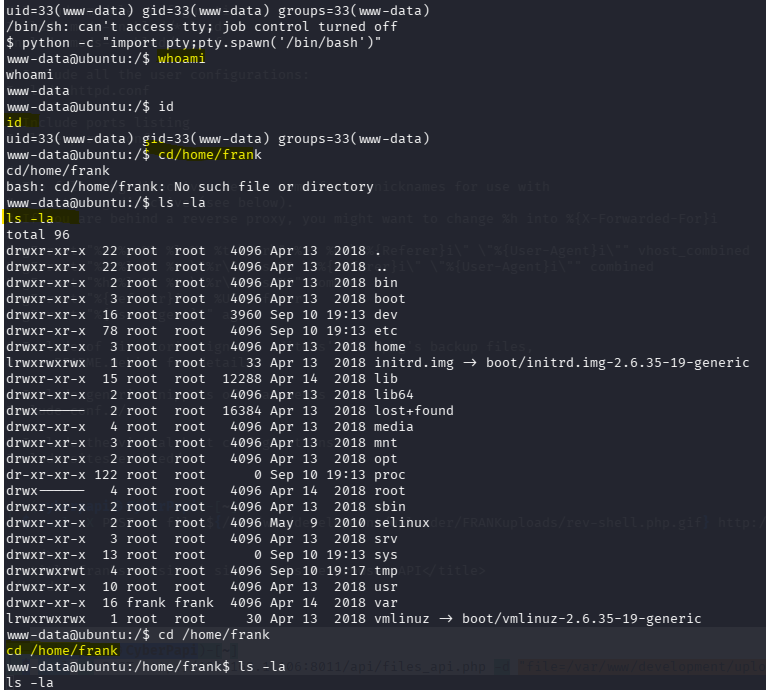 uid=33(www-data) gid=33(www-data) groups=33(www-data)
/bin/sh: can't access tty; job control turned off
$ python -c "import pty;pty.spawn('/bin/bash')"
www-data@ubuntu:/$ whoami
whoami
www-data
www-data@ubuntu:/$ id
id
uid=33(www-data) gid=33(www-data) groups=33(www-data)
www-data@ubuntu:/$ cd/home/frank
cd/home/frank
bash: cd/home/frank: No such file or directory
www-data@ubuntu:/$ ls -la
ls -la
total 96
drwxr-xr-x 22 root root 4096 Apr 13 2018 .
drwxr-xr-x 22 root root 4096 Apr 13 2018 ..
drwxr-xr-x 2 root root 4096 Apr 13 2018 bin
drwxr-xr-x 3 root root 4096 Apr 13 2018 boot
drwxr-xr-x 16 root root 3960 Sep 10 19:13 dev
drwxr-xr-x 78 root root 4096 Sep 10 19:13 etc
drwxr-xr-x 3 root root 4096 Apr 13 2018 home
lrwxrwxrwx 1 root root 33 Apr 13 2018 initrd.img → boot/initrd.img-2.6.35-19-generic
drwxr-xr-x 15 root root 12288 Apr 14 2018 lib
drwxr-xr-x 2 root root 4096 Apr 13 2018 lib64
drwx------ 2 root root 16384 Apr 13 2018 lost+found
drwxr-xr-x 4 root root 4096 Apr 13 2018 media
drwxr-xr-x 3 root root 4096 Apr 13 2018 mnt
drwxr-xr-x 2 root root 4096 Apr 13 2018 opt
dr-xr-xr-x 122 root root 0 Sep 10 19:13 proc
drwx------ 4 root root 4096 Apr 14 2018 root
drwxr-xr-x 2 root root 4096 Apr 13 2018 sbin
drwxr-xr-x 2 root root 4096 May 9 2010 selinux
drwxr-xr-x 3 root root 4096 Apr 13 2018 srv
drwxr-xr-x 13 root root 0 Sep 10 19:13 sys
drwxrwxrwt 4 root root 4096 Sep 10 19:17 tmp
drwxr-xr-x 10 root root 4096 Apr 13 2018 usr
drwxr-xr-x 16 frank frank 4096 Apr 14 2018 var
lrwxrwxrwx 1 root root 30 Apr 13 2018 vmlinuz → boot/vmlinuz-2.6.35-19-generic
www-data@ubuntu:/$ cd /home/frank
cd /home/frank
www-data@ubuntu:/home/frank$ ls -la
ls -la